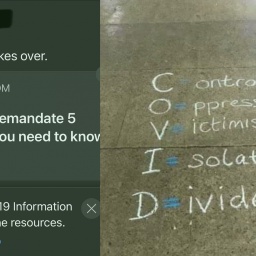 kes over.
OM
emandate 5
ou need to know
19 Information
e resources.
C = ontro
O = ppress
V = ictimis
I = solat
D = ivide